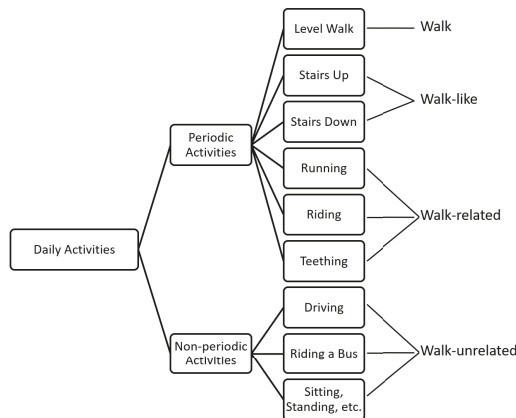 Level Walk
Walk
Stairs Up
Walk-like
Stairs Down
Periodic
Activities
Running
Riding
Walk-related
Teething
Daily Activities
Driving
Non-periodic
Activities
Riding a Bus
Walk-unrelated
Sitting,
Standing, etc.